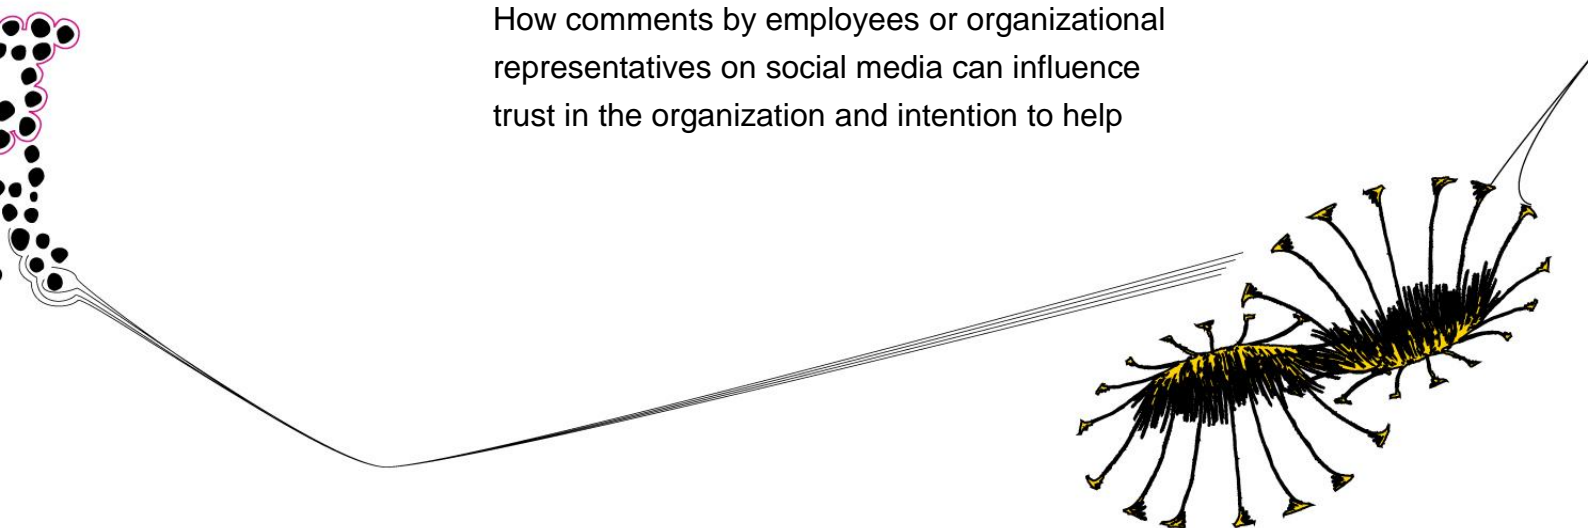 How comments by employees or organizational
representatives on social media can influence
trust in the organization and intention to help